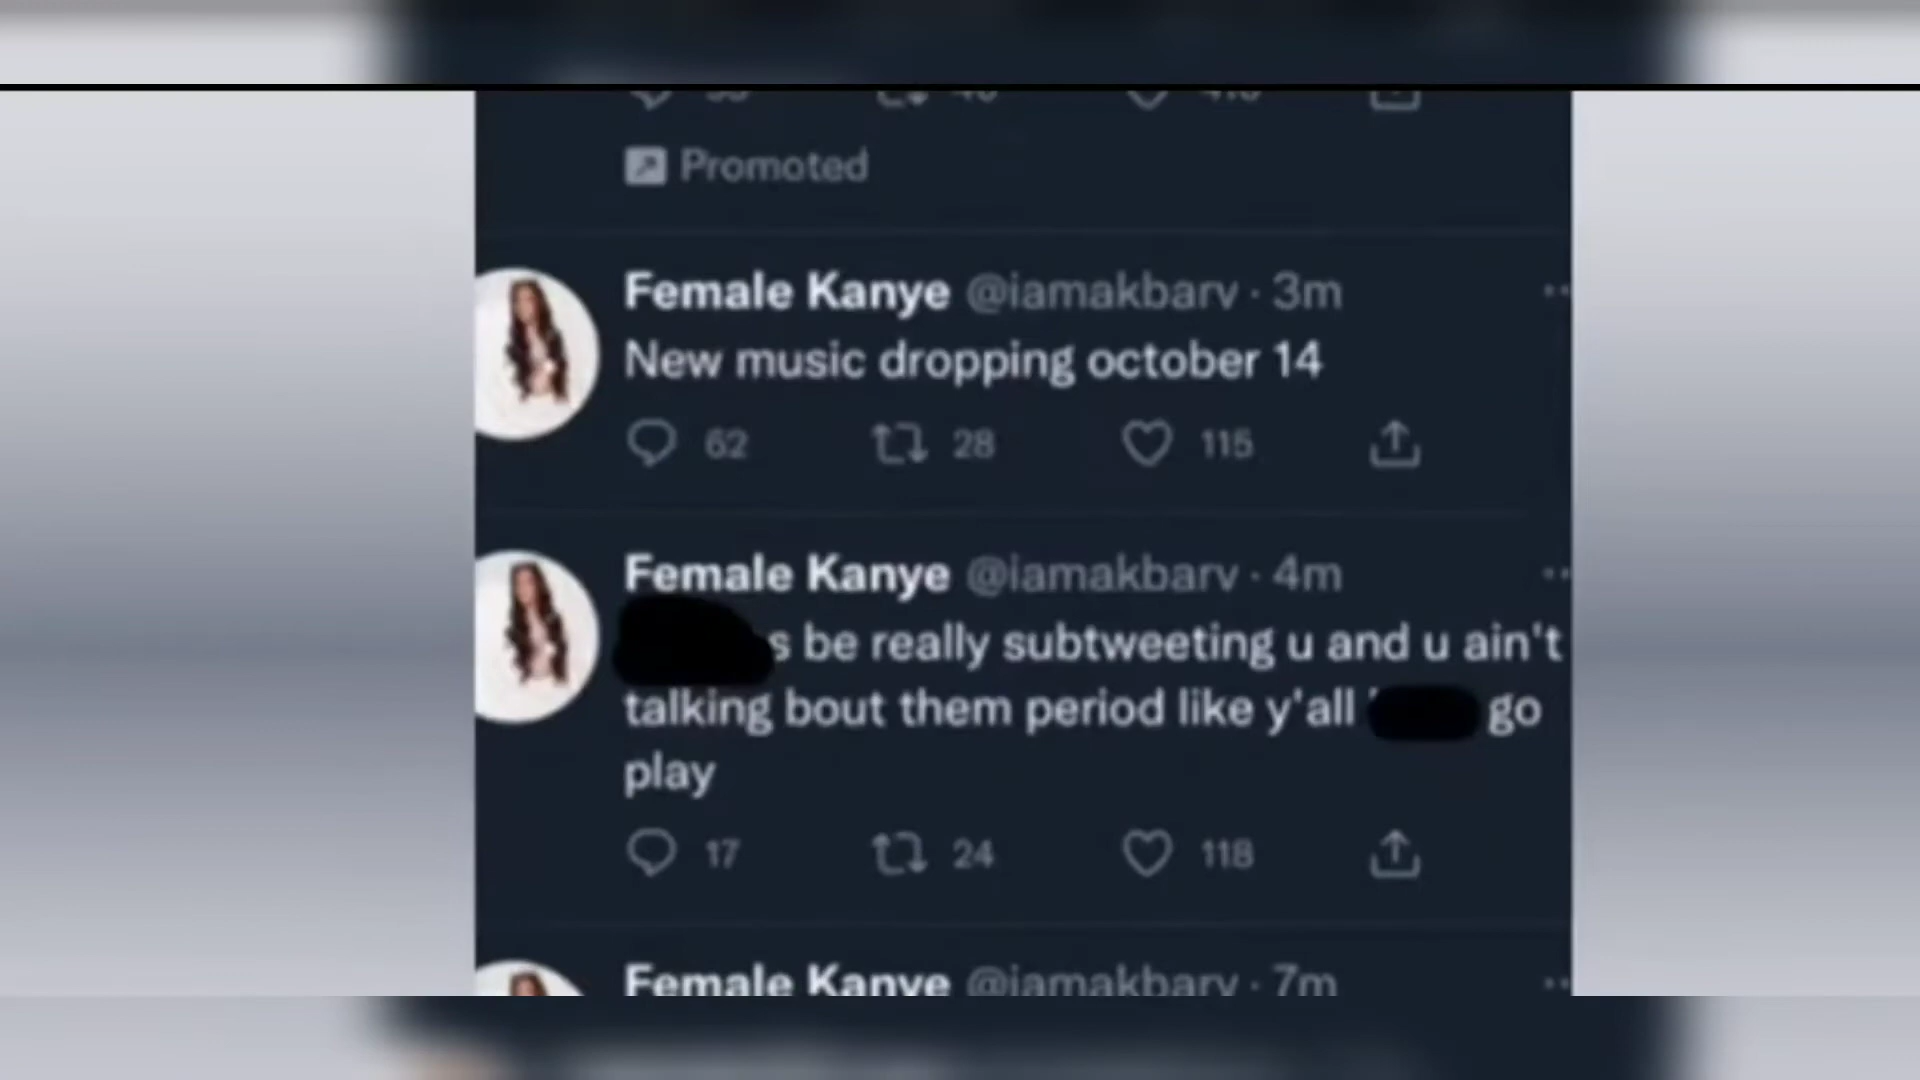 Promoted
Female Kanye @iamakbarv · 3m
New music dropping october 14
62 28 115
Female Kanye @iamakbarv · 4m
s be really subtweeting u and u ain't
talking bout them period like y'all go
play
17 24 118
Female Kanye @iamakbarv · 7m